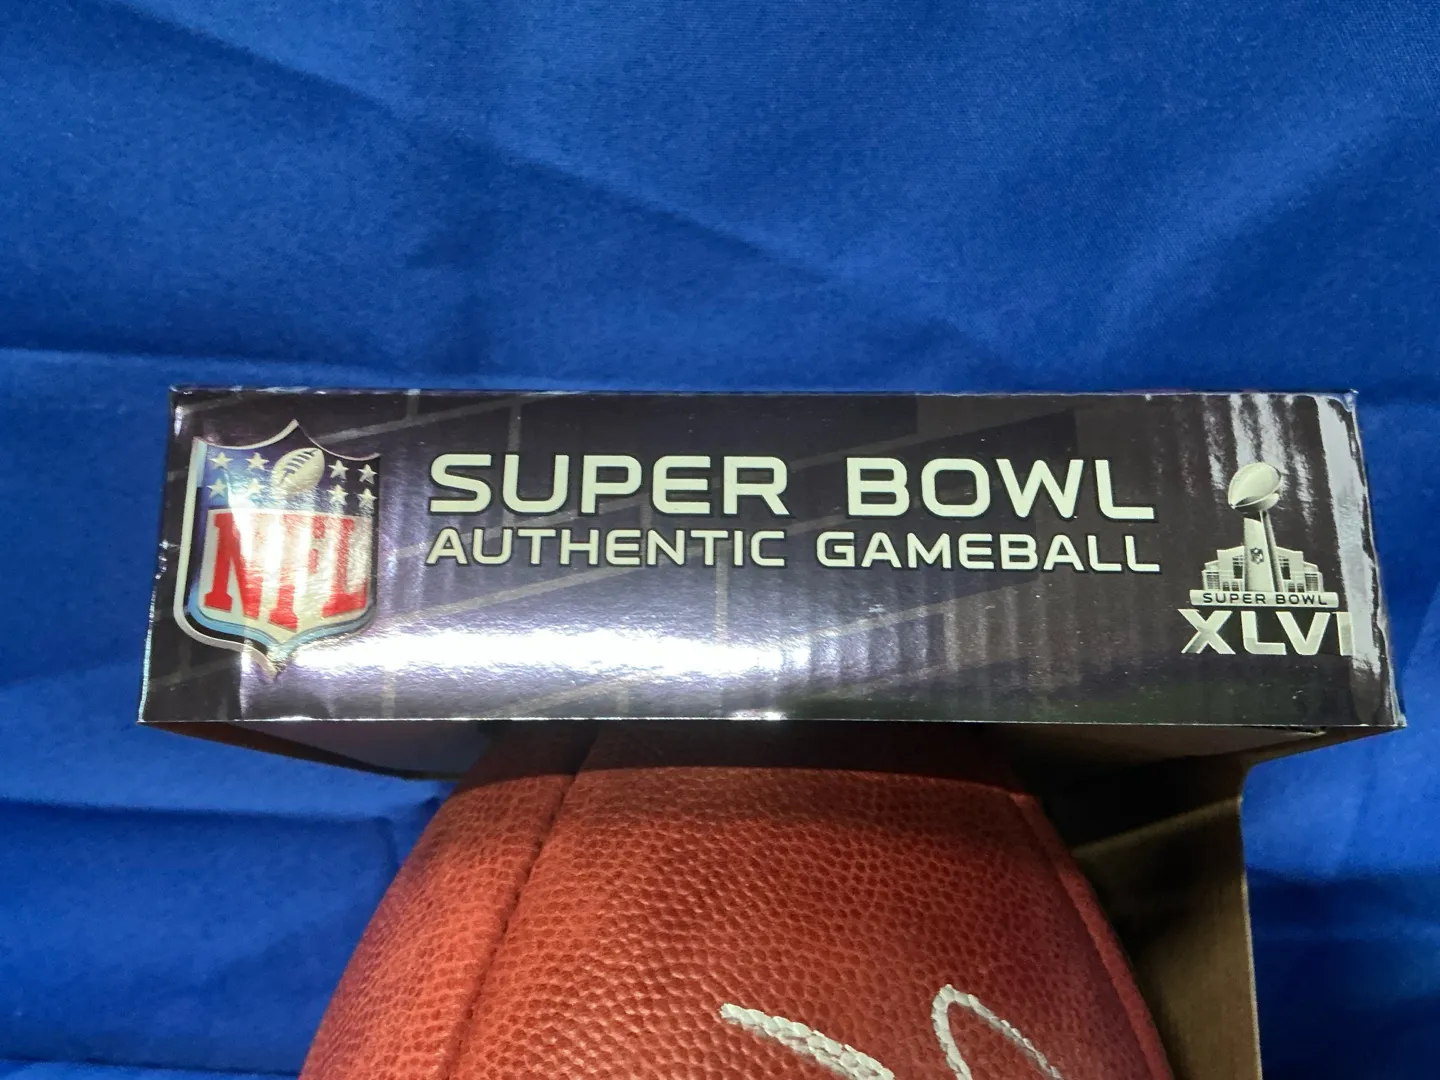 NFL
SUPER BOWL
AUTHENTIC GAMEBALL
SUPER BOWL
XLVI